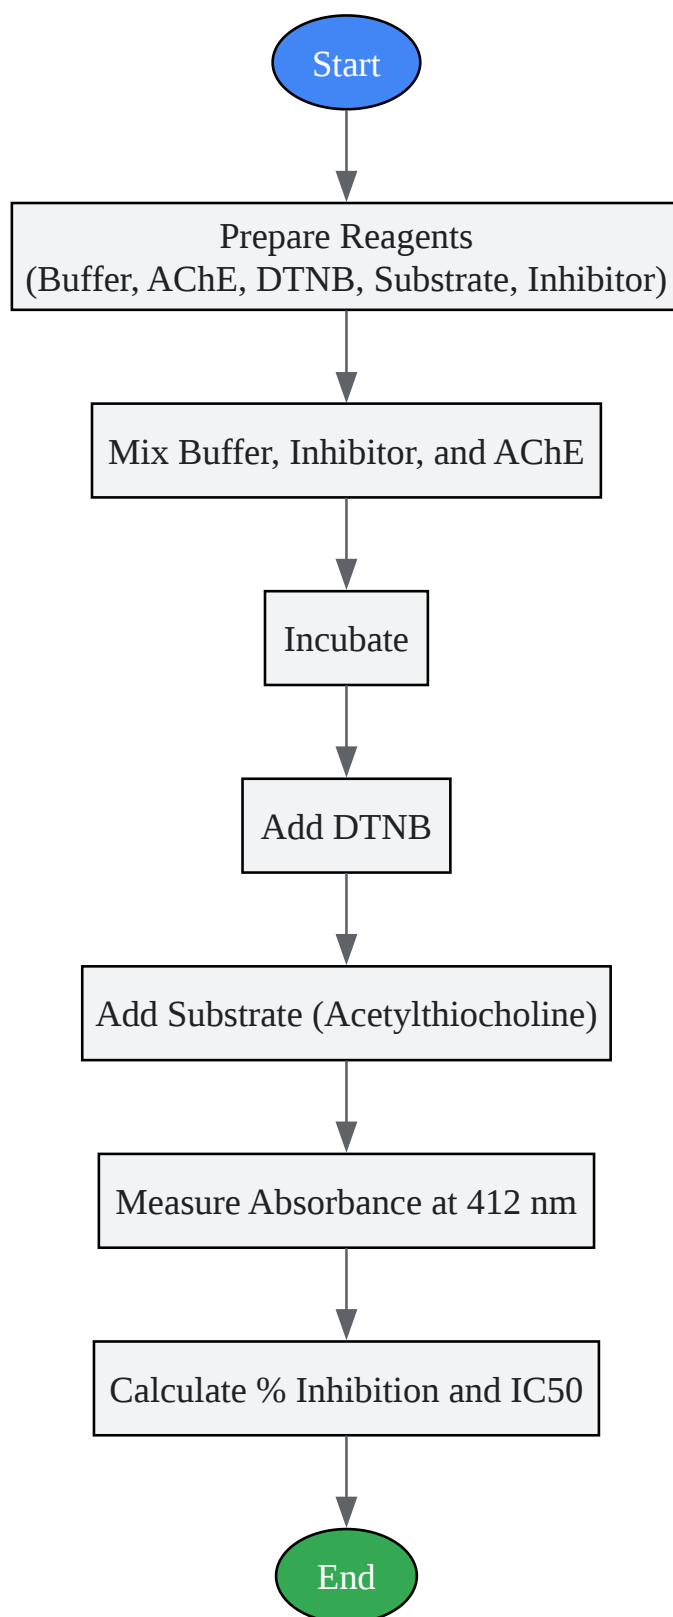 Start
Prepare Reagents
(Buffer, AChE, DTNB, Substrate, Inhibitor)
Mix Buffer, Inhibitor, and AChE
Incubate
Add DTNB
Add Substrate (Acetylthiocholine)
Measure Absorbance at 412 nm
Calculate % Inhibition and IC50
End